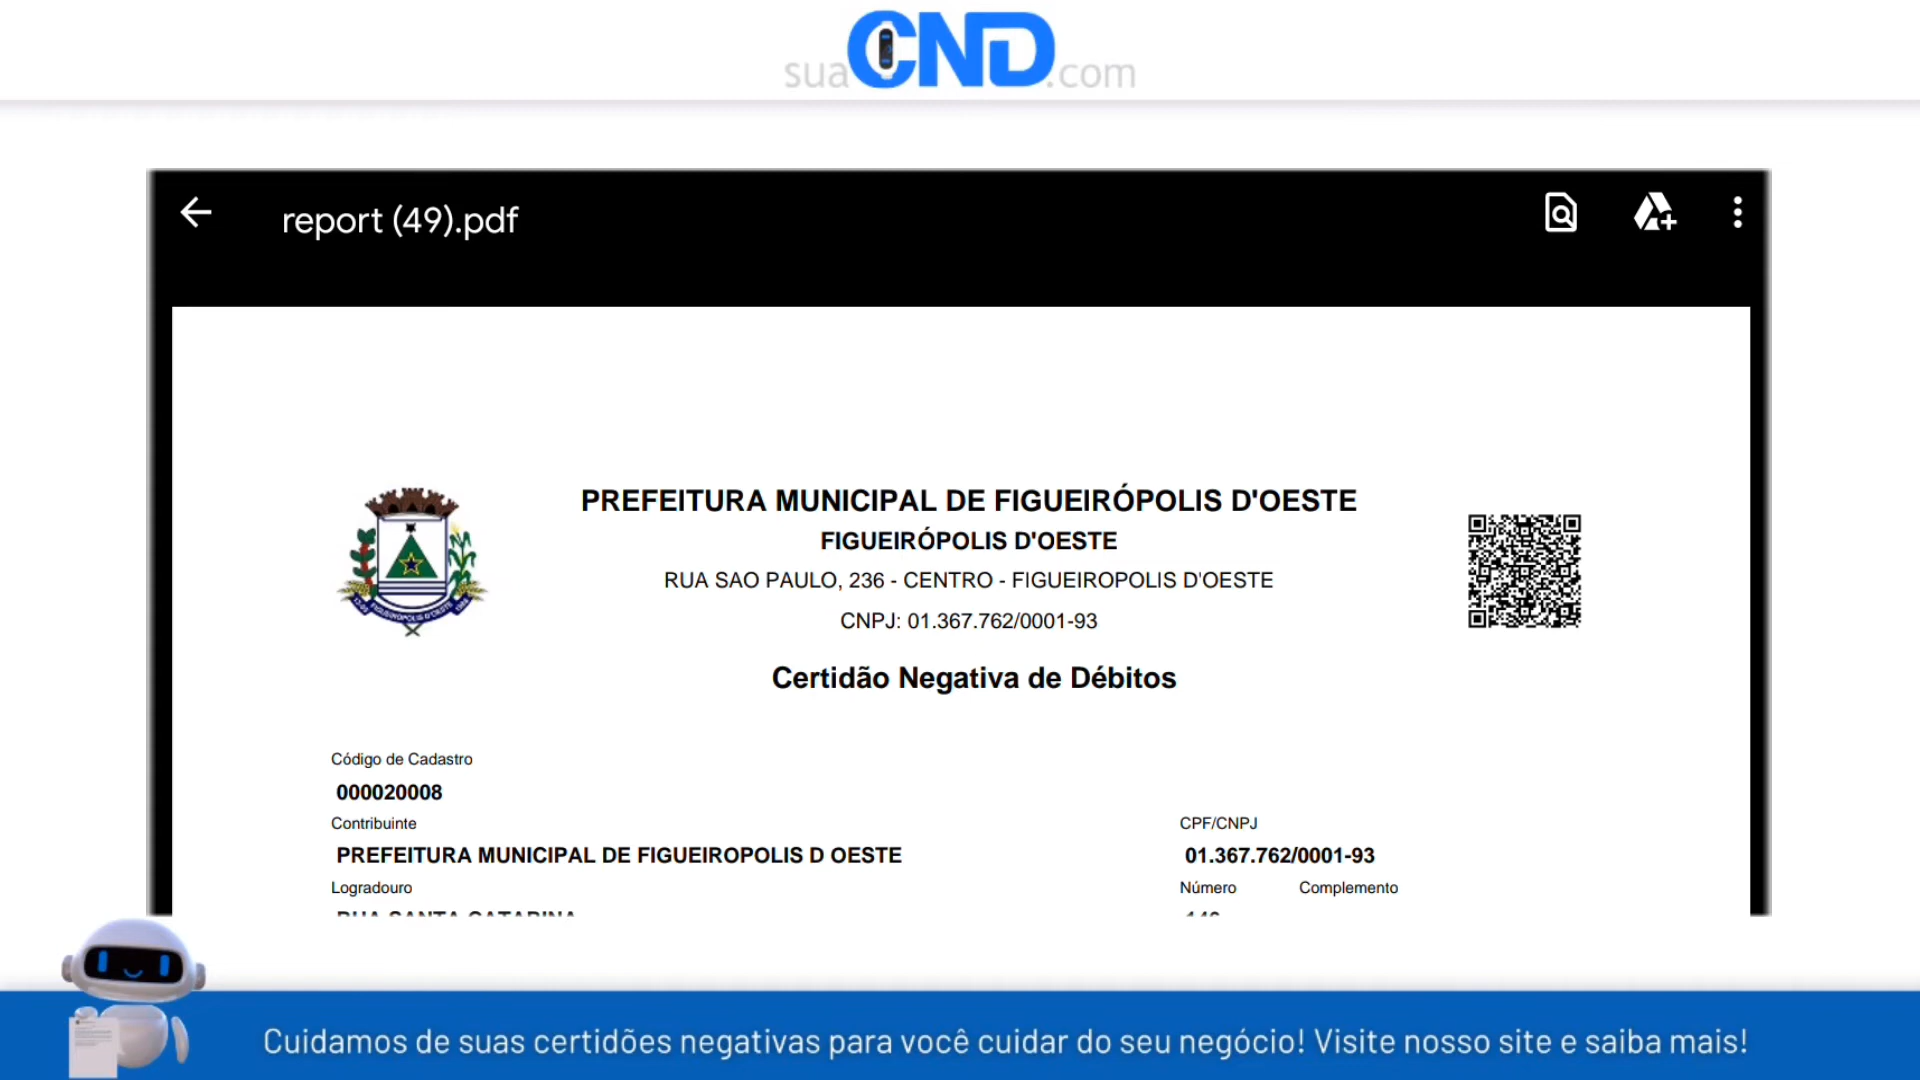 suaCND.com
report (49).pdf
PREFEITURA MUNICIPAL DE FIGUEIRÓPOLIS D'OESTE
FIGUEIRÓPOLIS D'OESTE
RUA SAO PAULO, 236 - CENTRO - FIGUEIROPOLIS D'OESTE
CNPJ: 01.367.762/0001-93
Certidão Negativa de Débitos
Código de Cadastro
000020008
Contribuinte CPF/CNPJ
PREFEITURA MUNICIPAL DE FIGUEIROPOLIS D OESTE 01.367.762/0001-93
Logradouro Número Complemento
RUA SANTA CATARINA
Cuidamos de suas certidões negativas para você cuidar do seu negócio! Visite nosso site e saiba mais!